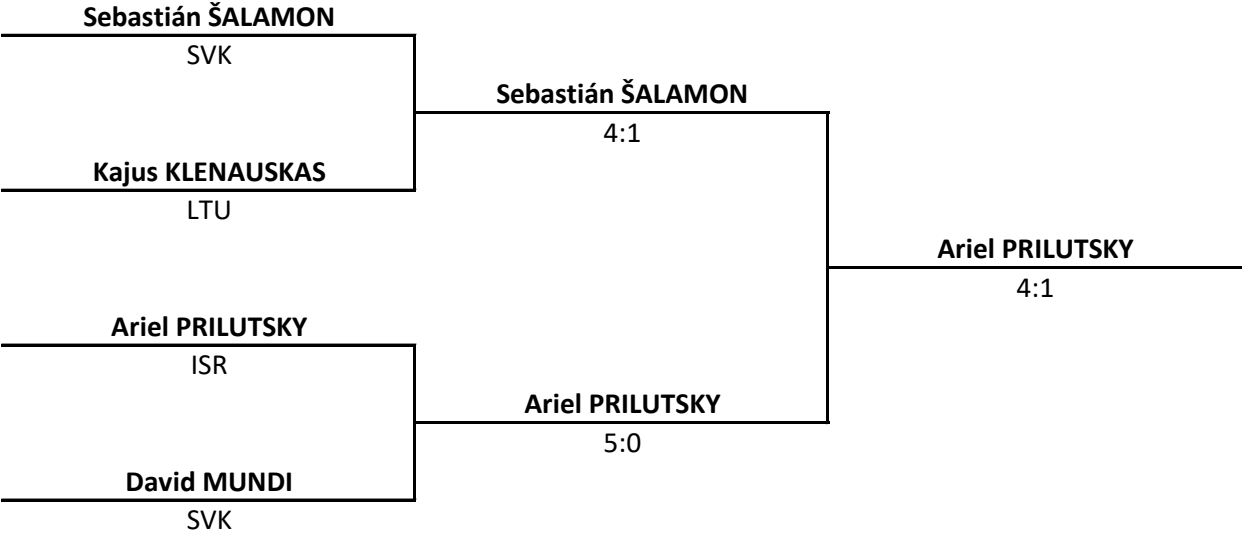 Sebastián ŠALAMON
SVK
Sebastián ŠALAMON
4:1
Kajus KLENAUSKAS
LTU
Ariel PRILUTSKY
4:1
Ariel PRILUTSKY
ISR
Ariel PRILUTSKY
5:0
David MUNDI
SVK